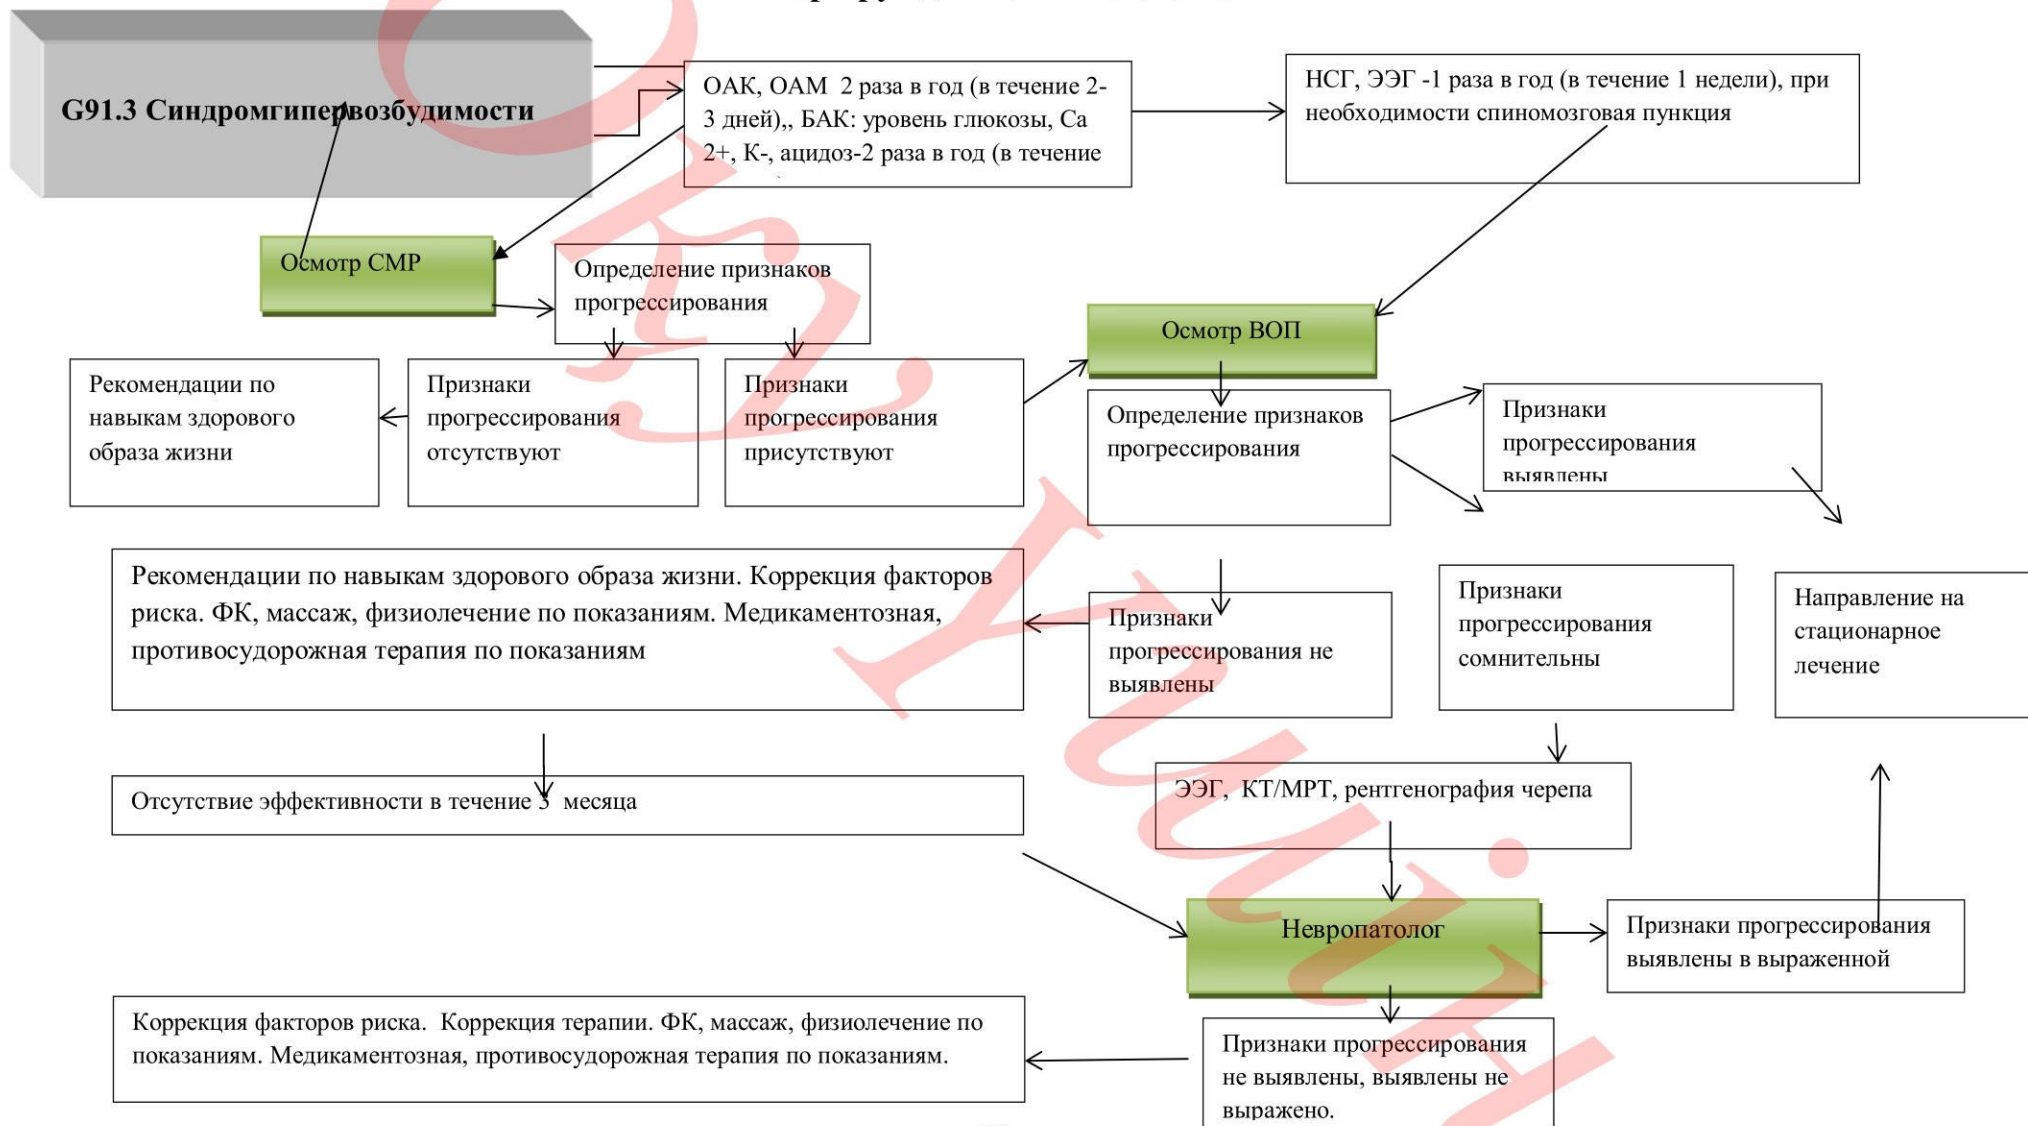 G91.3 Синдромгипервозбудимости
ОАК, ОАМ  2 раза в год (в течение 2-
3 дней),, БАК: уровень глюкозы, Са
2+, К-, ацидоз-2 раза в год (в течение
НСГ, ЭЭГ -1 раза в год (в течение 1 недели), при
необходимости спиномозговая пункция
Осмотр СМР
Определение признаков
прогрессирования
Осмотр ВОП
Рекомендации по
навыкам здорового
образа жизни
Признаки
прогрессирования
отсутствуют
Признаки
прогрессирования
присутствуют
Определение признаков
прогрессирования
Признаки
прогрессирования
выявлены
Рекомендации по навыкам здорового образа жизни. Коррекция факторов
риска. ФК, массаж, физиолечение по показаниям. Медикаментозная,
противосудорожная терапия по показаниям
Признаки
прогрессирования не
выявлены
Признаки
прогрессирования
сомнительны
Направление на
стационарное
лечение
Отсутствие эффективности в течение 3  месяца
ЭЭГ,  КТ/МРТ, рентгенография черепа
Невропатолог
Признаки прогрессирования
выявлены в выраженной
Коррекция факторов риска.  Коррекция терапии. ФК, массаж, физиолечение по
показаниям. Медикаментозная, противосудорожная терапия по показаниям.
Признаки прогрессирования
не выявлены, выявлены не
выражено.